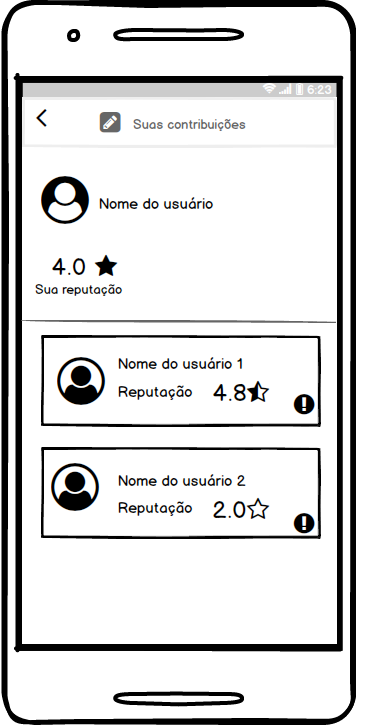 6:23
Suas contribuições
Nome do usuário
4.0
Sua reputação
Nome do usuário 1
Reputação 4.8
Nome do usuário 2
Reputação 2.0